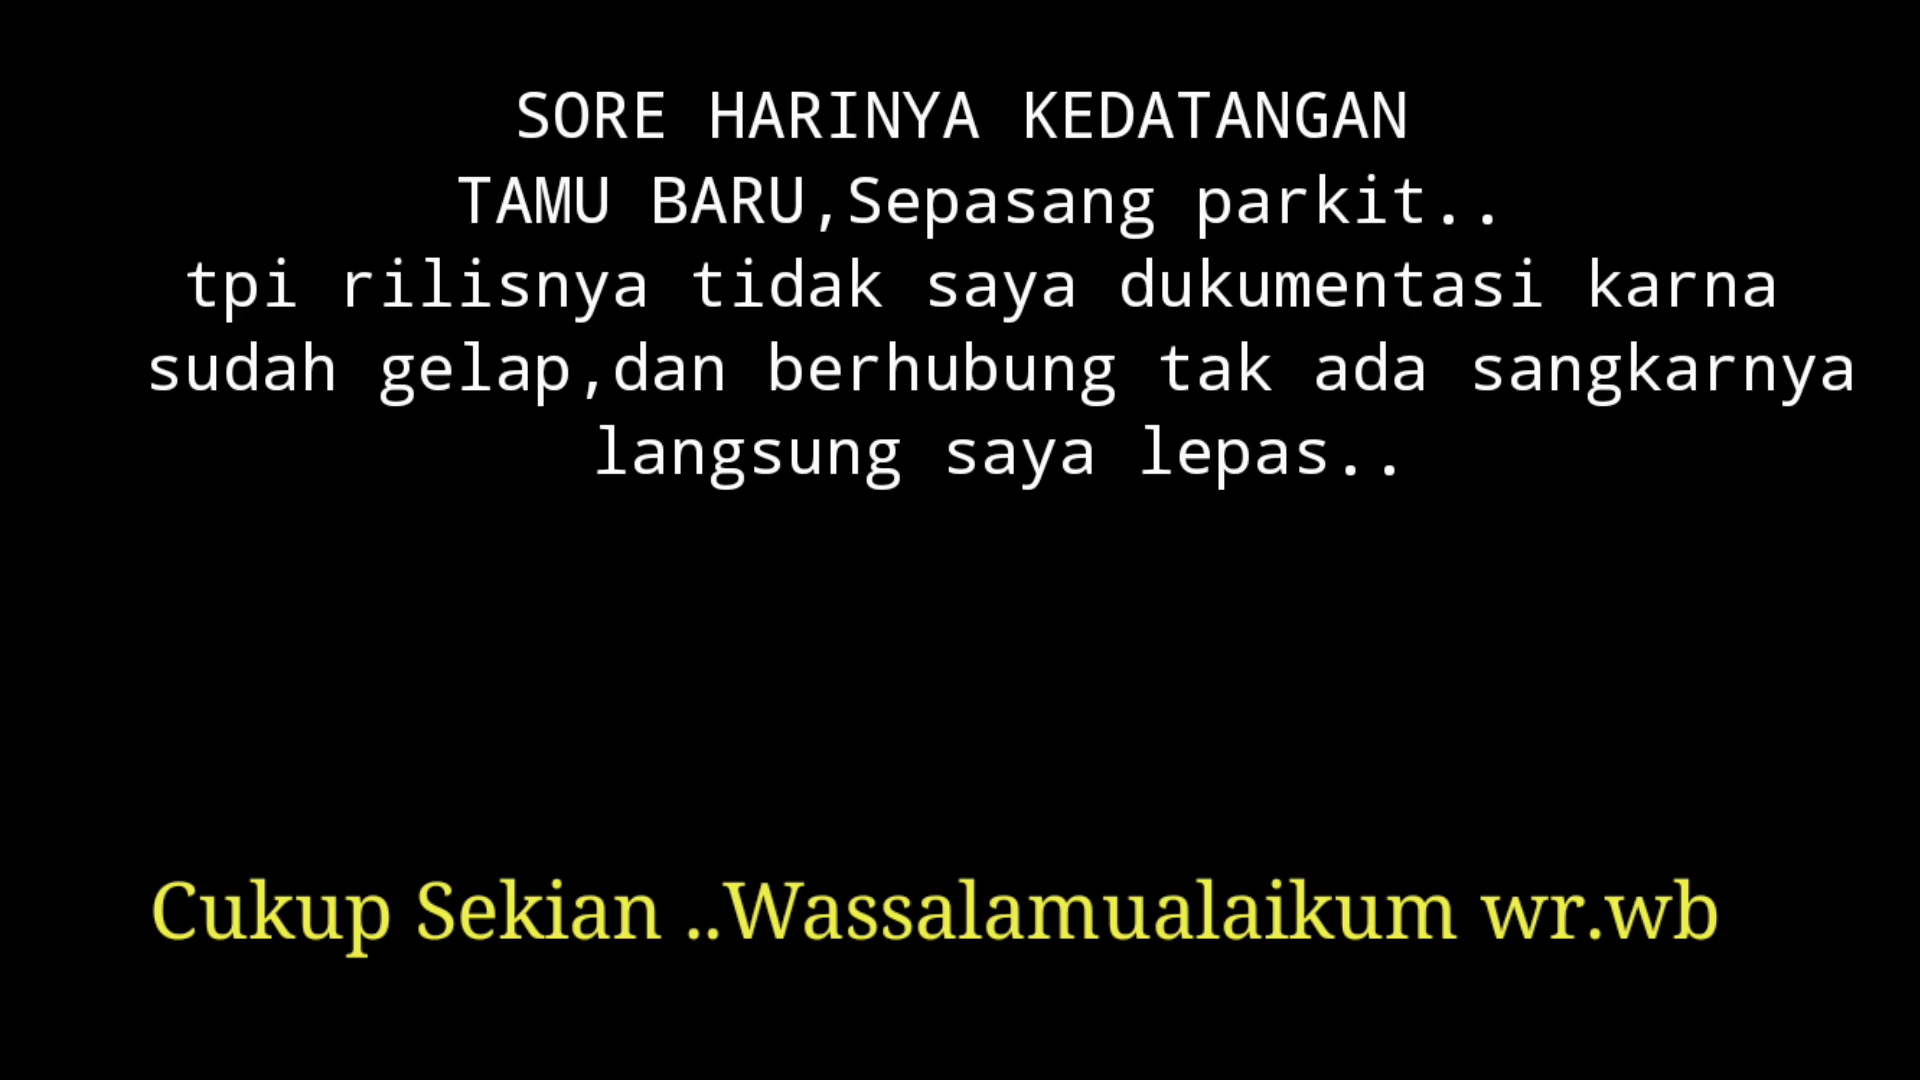 SORE HARINYA KEDATANGAN
TAMU BARU,Sepasang parkit..
tpi rilisnya tidak saya dukumentasi karna
sudah gelap,dan berhubung tak ada sangkarnya
langsung saya lepas..
Cukup Sekian ..Wassalamualaikum wr.wb